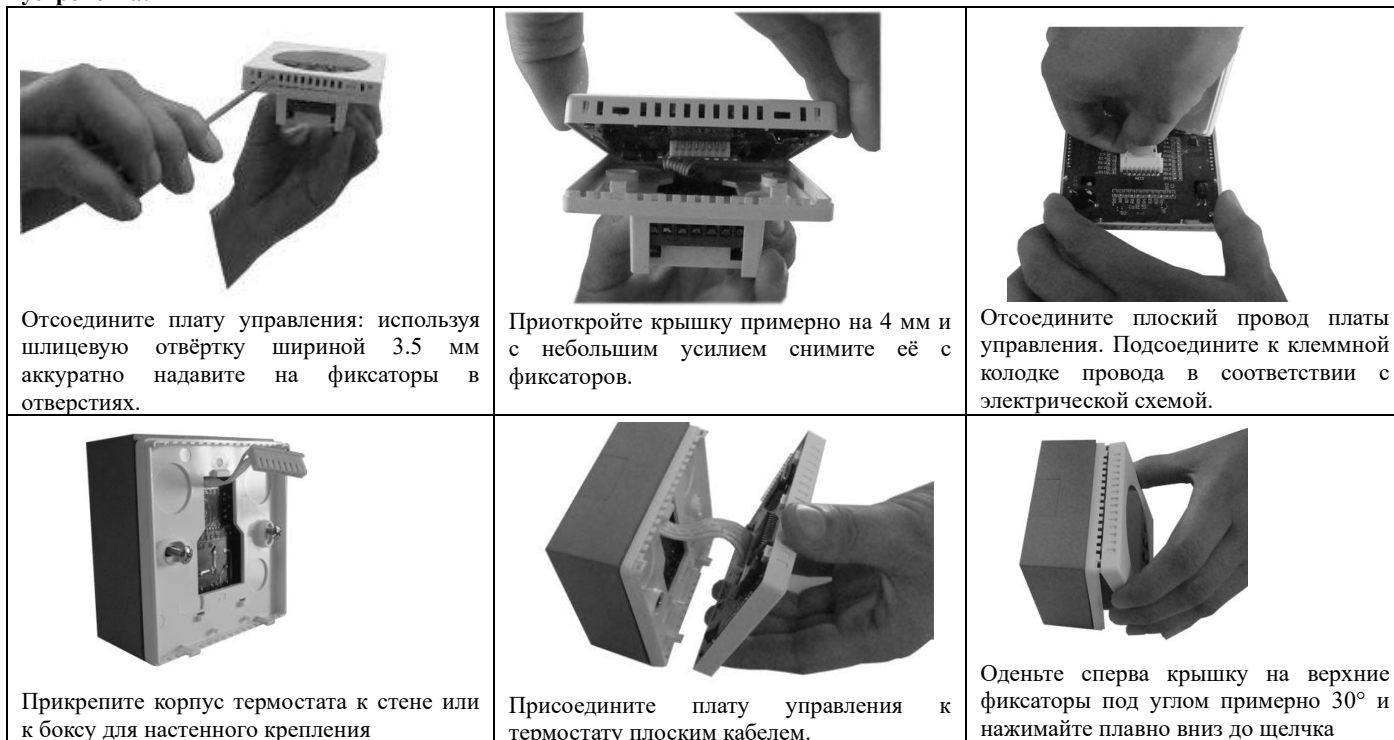 Отсоедините плату управления: используя
шлицевую отвёртку шириной 3.5 мм
аккуратно надавите на фиксаторы в
отверстиях.
Приоткройте крышку примерно на 4 мм и
с небольшим усилием снимите её с
фиксаторов.
Отсоедините плоский провод платы
управления. Подсоедините к клеммной
колодке провода в соответствии с
электрической схемой.
Прикрепите корпус термостата к стене или
к боксу для настенного крепления
Присоедините плату управления к
термостату плоским кабелем.
Оденьте сперва крышку на верхние
фиксаторы под углом примерно 30° и
нажимайте плавно вниз до щелчка